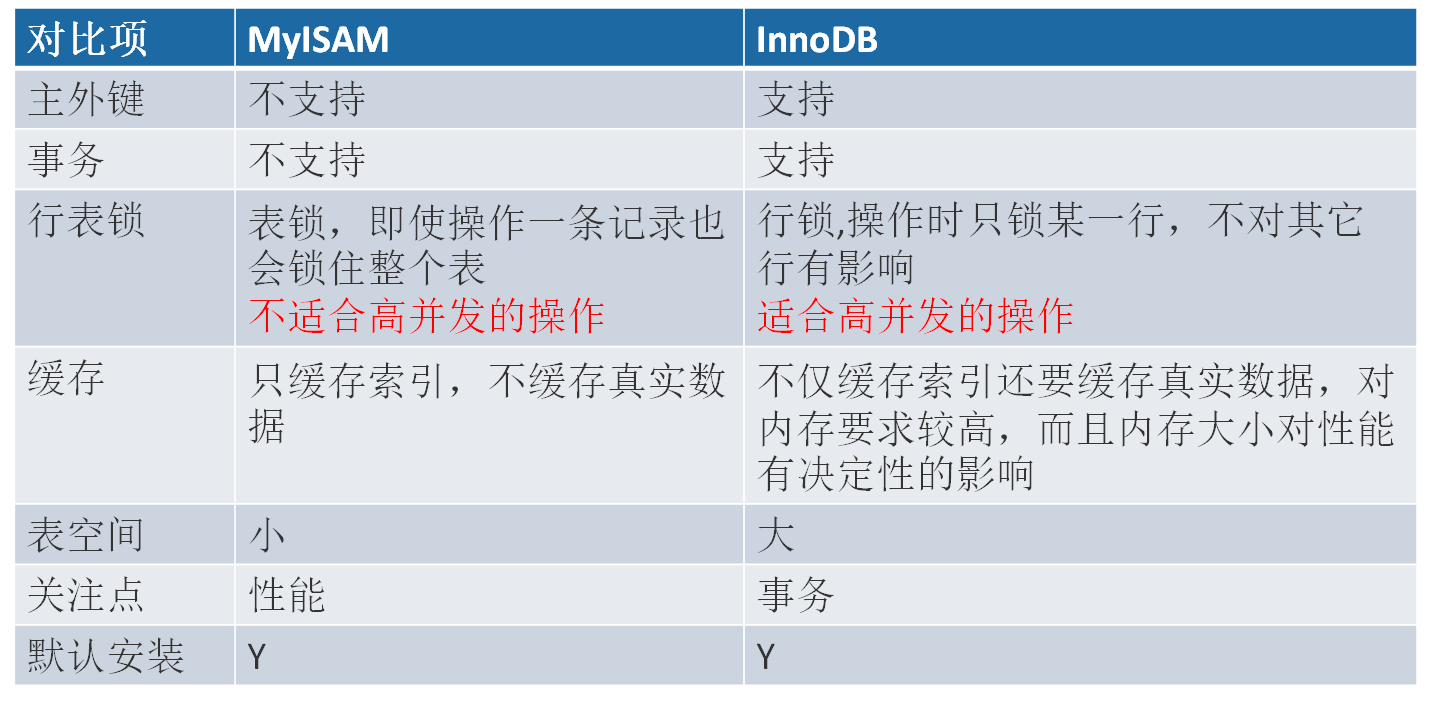 对比项 MyISAM InnoDB
主外键 不支持 支持
事务 不支持 支持
行表锁 表锁，即使操作一条记录也
会锁住整个表
不适合高并发的操作
行锁,操作时只锁某一行，不对其它
行有影响
适合高并发的操作
缓存 只缓存索引，不缓存真实数
据
不仅缓存索引还要缓存真实数据，对
内存要求较高，而且内存大小对性能
有决定性的影响
表空间 小 大
关注点 性能 事务
默认安装 Y Y